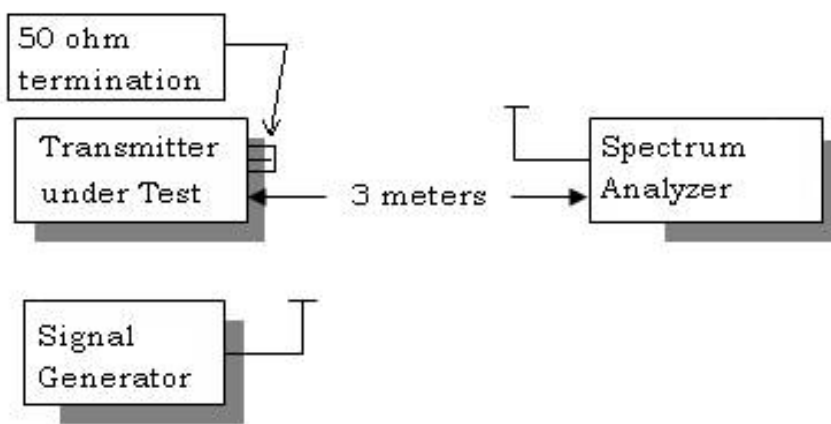 50 ohm
termination
Transmitter
under Test
3 meters
Spectrum
Analyzer
Signal
Generator